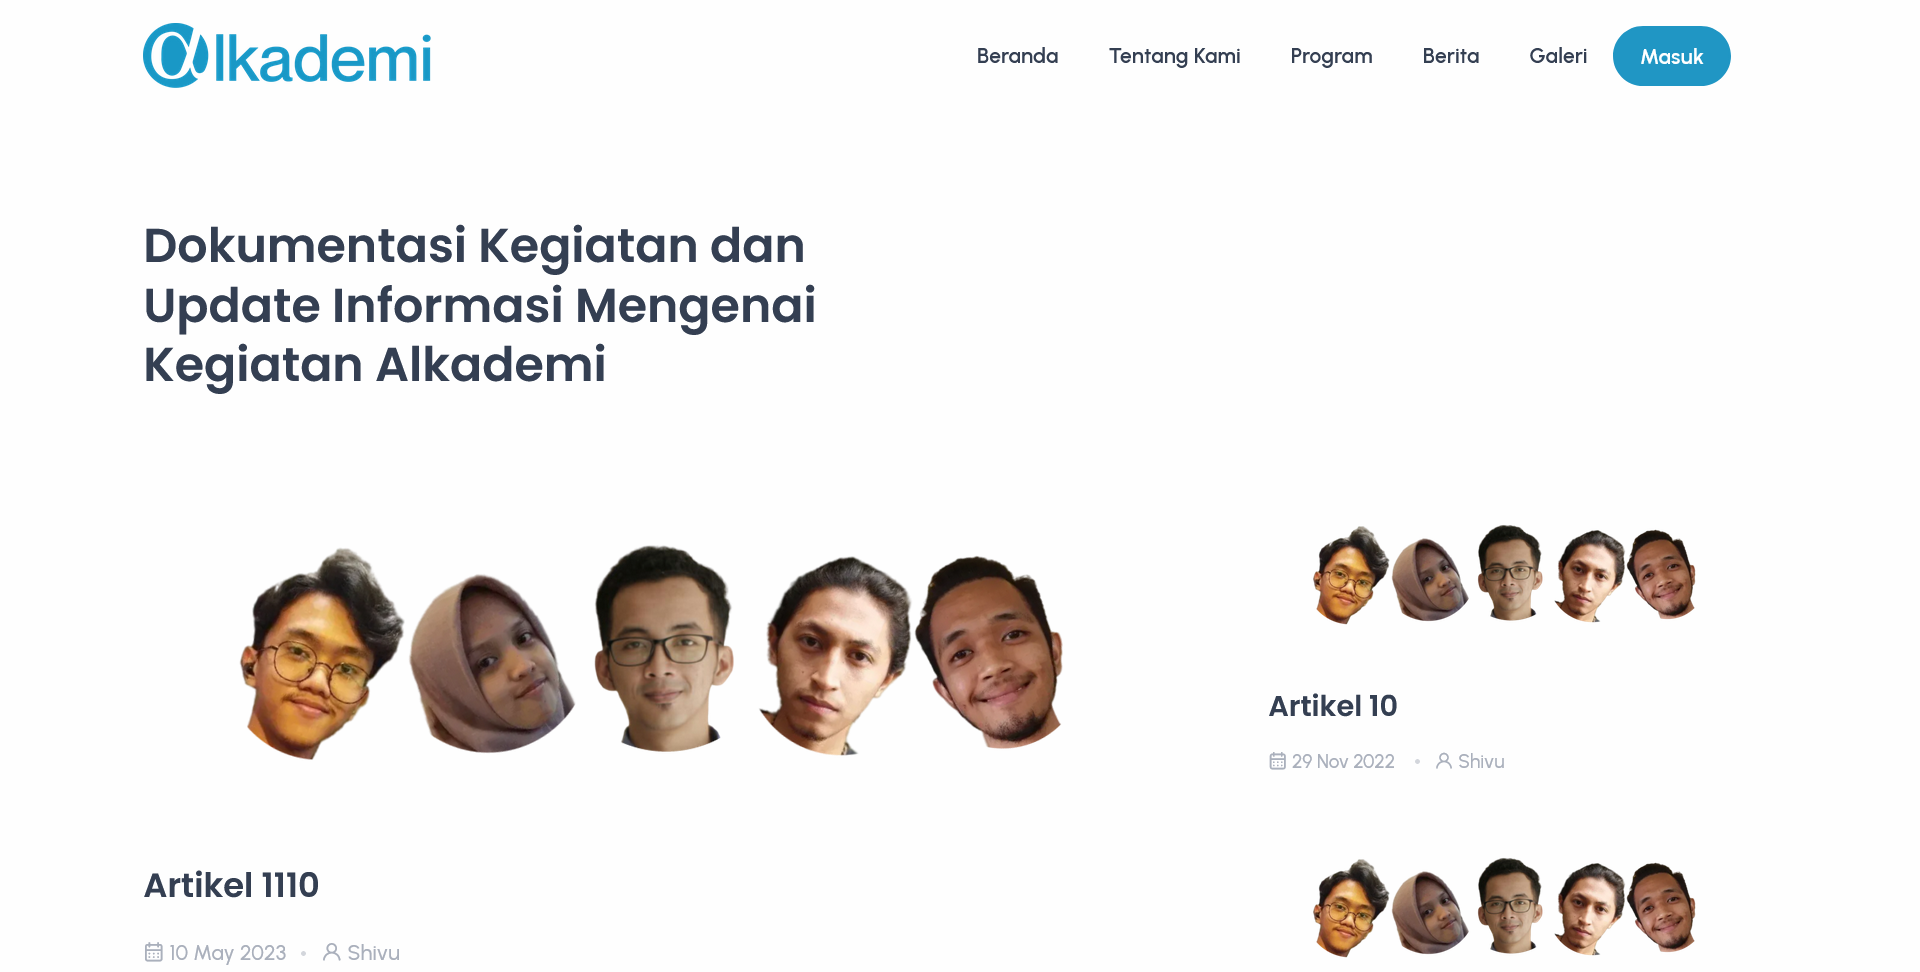 αlkademi
Beranda
Tentang Kami
Program
Berita
Galeri
Masuk
Dokumentasi Kegiatan dan
Update Informasi Mengenai
Kegiatan Alkademi
Artikel 1110
10 May 2023 • Shivu
Artikel 10
29 Nov 2022 • Shivu